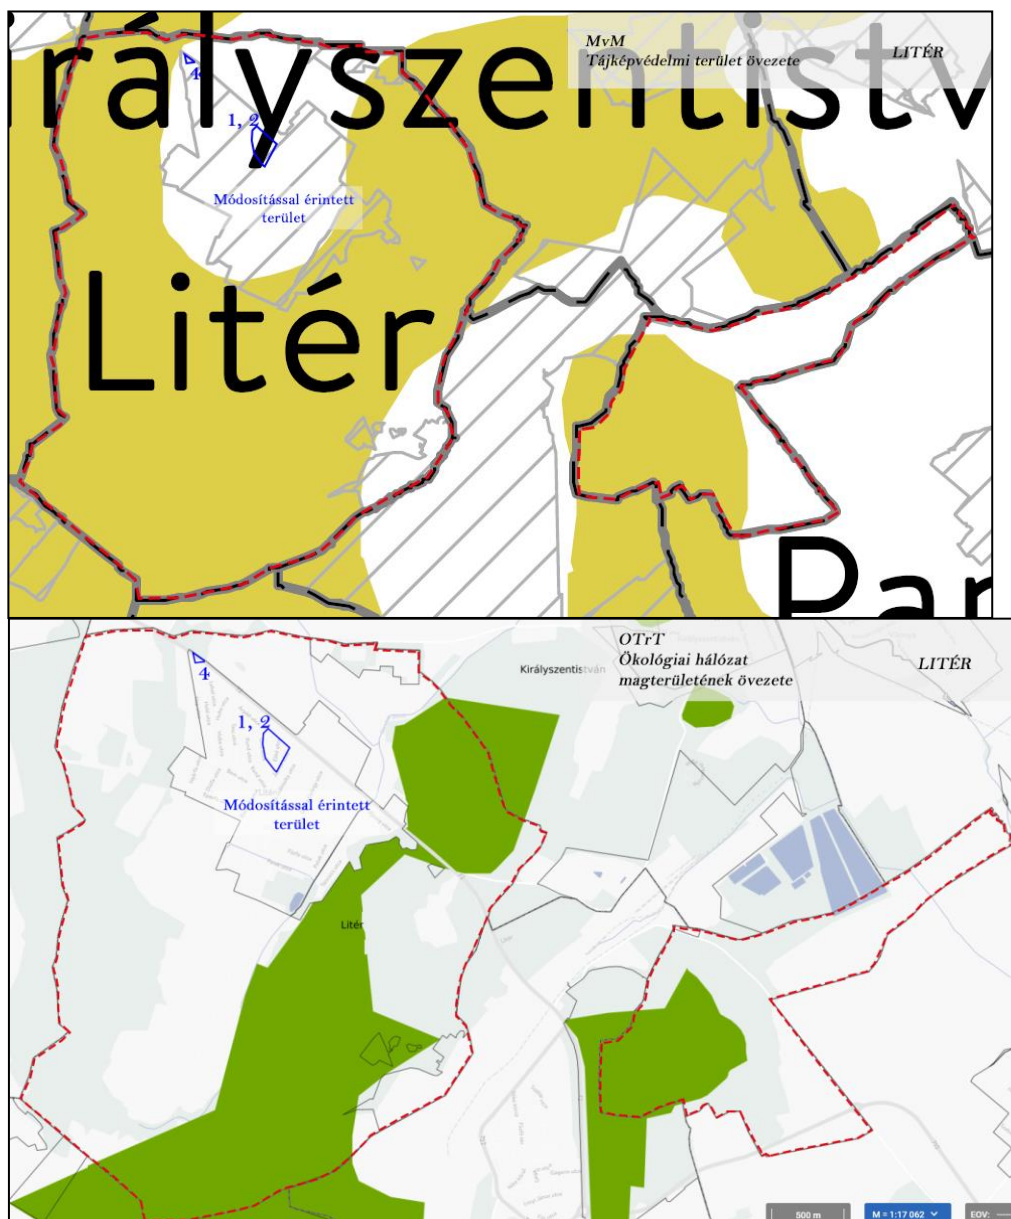 irályszentistv
MvM
Tájképvédelmi terület övezete
LITÉR
4
1, 2
Módosítással érintett
terület
Litér
Par
OTrT
Ökológiai hálózat
magterületének övezete
LITÉR
Királyszentistván
4
1, 2
Módosítással érintett
terület
Litér
500 m
M = 1:17 062
EOV: